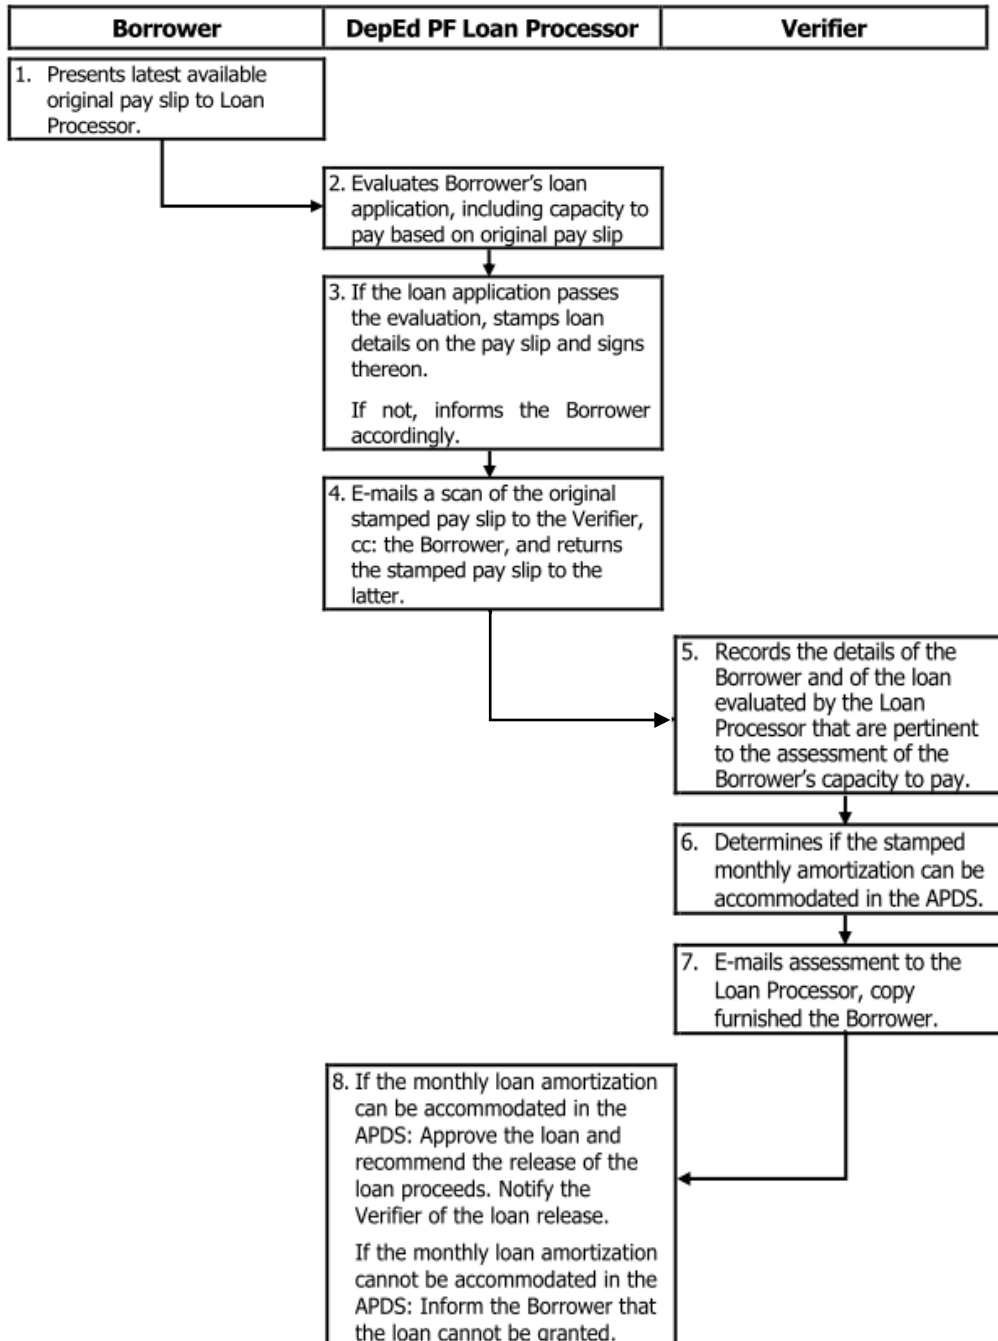 Borrower
DepEd PF Loan Processor
Verifier
1. Presents latest available
original pay slip to Loan
Processor.
2. Evaluates Borrower’s loan
application, including capacity to
pay based on original pay slip
3. If the loan application passes
the evaluation, stamps loan
details on the pay slip and signs
thereon.
If not, informs the Borrower
accordingly.
4. E-mails a scan of the original
stamped pay slip to the Verifier,
cc: the Borrower, and returns
the stamped pay slip to the
latter.
5. Records the details of the
Borrower and of the loan
evaluated by the Loan
Processor that are pertinent
to the assessment of the
Borrower’s capacity to pay.
6. Determines if the stamped
monthly amortization can be
accommodated in the APDS.
7. E-mails assessment to the
Loan Processor, copy
furnished the Borrower.
8. If the monthly loan amortization
can be accommodated in the
APDS: Approve the loan and
recommend the release of the
loan proceeds. Notify the
Verifier of the loan release.
If the monthly loan amortization
cannot be accommodated in the
APDS: Inform the Borrower that
the loan cannot be granted.